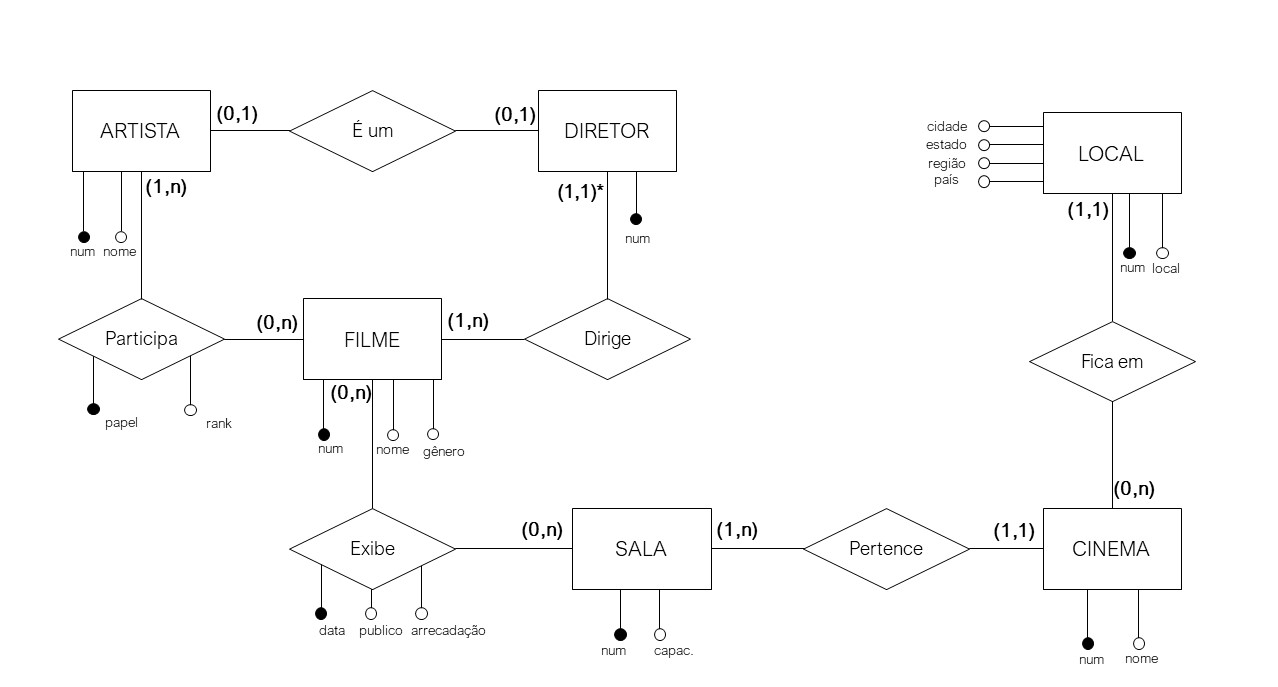 ARTISTA
(0,1)
É um
(0,1)
DIRETOR
(1,n)
num
nome
(1,1)*
num
cidade
estado
região
país
LOCAL
(1,1)
num
local
Participa
papel
rank
(0,n)
FILME
(1,n)
Dirige
(0,n)
num
nome
gênero
Fica em
(0,n)
Exibe
data
publico
arrecadação
(0,n)
SALA
(1,n)
num
capac.
Pertence
(1,1)
CINEMA
num
nome